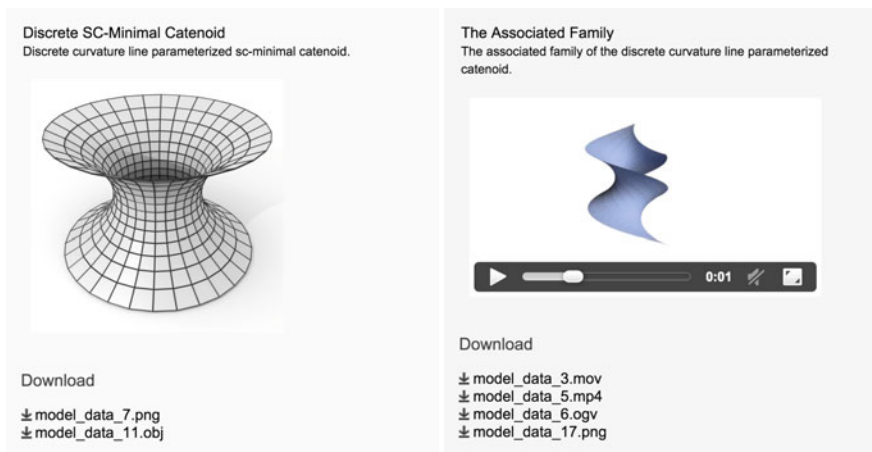 Discrete SC-Minimal Catenoid
Discrete curvature line parameterized sc-minimal catenoid.
Download
model_data_7.png
model_data_11.obj
The Associated Family
The associated family of the discrete curvature line parameterized
catenoid.
0:01
Download
model_data_3.mov
model_data_5.mp4
model_data_6.ogv
model_data_17.png